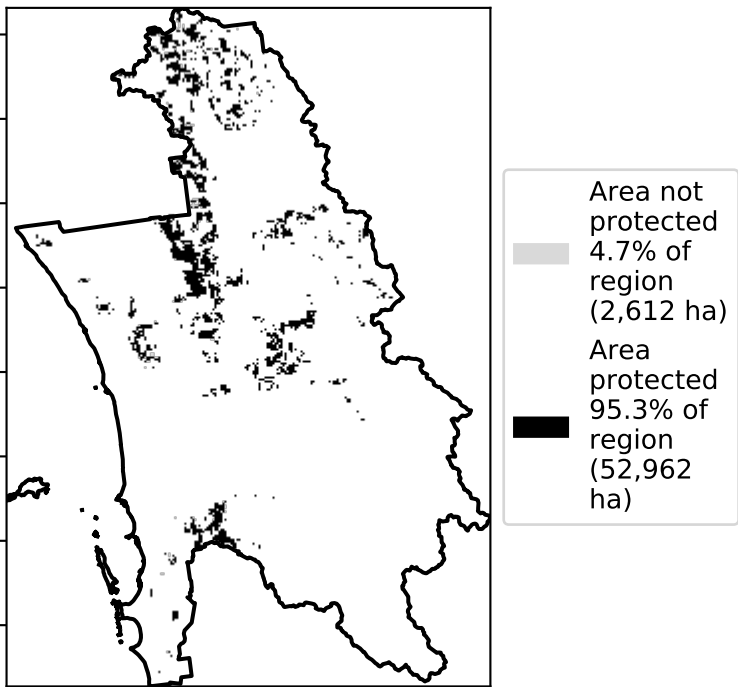 Area not
protected
4.7% of
region
(2,612 ha)
Area
protected
95.3% of
region
(52,962
ha)